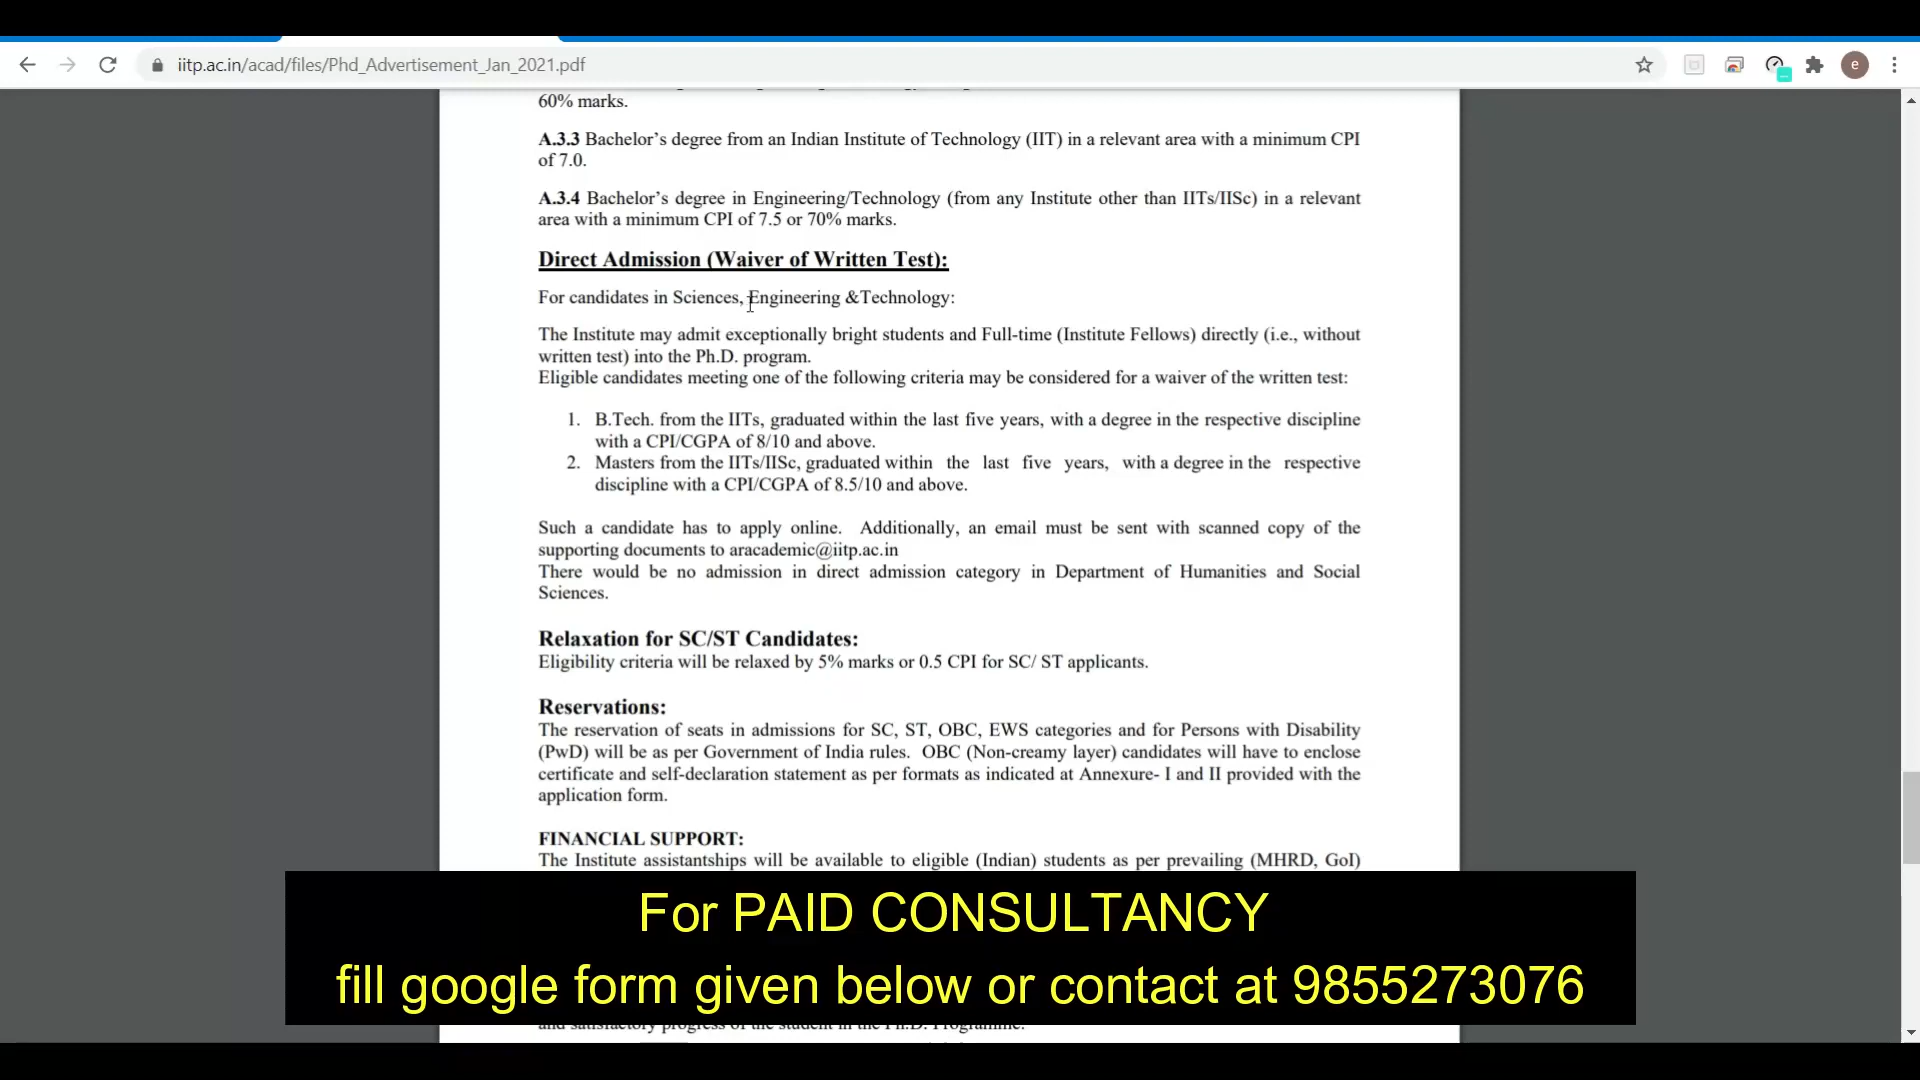 iitp.ac.in/acad/files/Phd_Advertisement_Jan_2021.pdf
e
60% marks.
A.3.3 Bachelor's degree from an Indian Institute of Technology (IIT) in a relevant area with a minimum CPI
of 7.0.
A.3.4 Bachelor's degree in Engineering/Technology (from any Institute other than IITs/IISc) in a relevant
area with a minimum CPI of 7.5 or 70% marks.
Direct Admission (Waiver of Written Test):
For candidates in Sciences, Engineering &Technology:
The Institute may admit exceptionally bright students and Full-time (Institute Fellows) directly (i.e., without
written test) into the Ph.D. program.
Eligible candidates meeting one of the following criteria may be considered for a waiver of the written test:
1. B.Tech. from the IITs, graduated within the last five years, with a degree in the respective discipline
with a CPI/CGPA of 8/10 and above.
2. Masters from the IITs/IISc, graduated within the last five years, with a degree in the respective
discipline with a CPI/CGPA of 8.5/10 and above.
Such a candidate has to apply online. Additionally, an email must be sent with scanned copy of the
supporting documents to aracademic@iitp.ac.in
There would be no admission in direct admission category in Department of Humanities and Social
Sciences.
Relaxation for SC/ST Candidates:
Eligibility criteria will be relaxed by 5% marks or 0.5 CPI for SC/ ST applicants.
Reservations:
The reservation of seats in admissions for SC, ST, OBC, EWS categories and for Persons with Disability
(PwD) will be as per Government of India rules. OBC (Non-creamy layer) candidates will have to enclose
certificate and self-declaration statement as per formats as indicated at Annexure- I and II provided with the
application form.
FINANCIAL SUPPORT:
The Institute assistantships will be available to eligible (Indian) students as per prevailing (MHRD, GoI)
For PAID CONSULTANCY
fill google form given below or contact at 9855273076
and satisfactory progress of the student in the Ph.D. Programme.